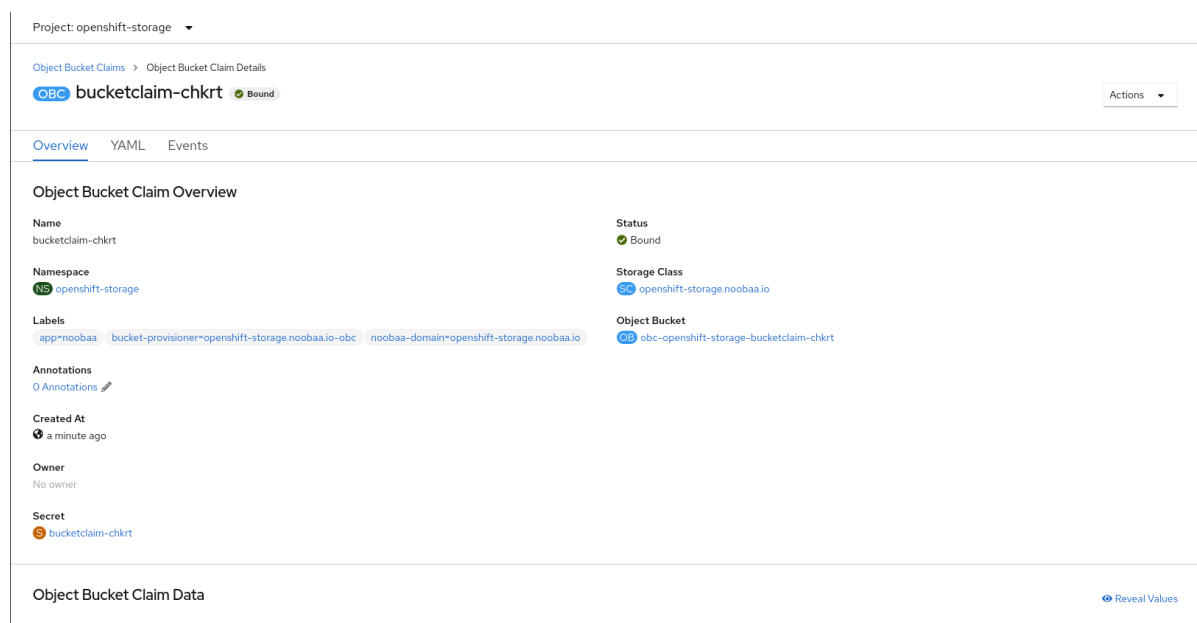 Project: openshift-storage
Object Bucket Claims > Object Bucket Claim Details
OBC bucketclaim-chkrt Bound
Actions
Overview YAML Events
Object Bucket Claim Overview
Name
bucketclaim-chkrt
Namespace
NS openshift-storage
Labels
app=noobaa bucket-provisioner=openshift-storage.noobaa.io-obc noobaa-domain=openshift-storage.noobaa.io
Annotations
0 Annotations
Created At
a minute ago
Owner
No owner
Secret
S bucketclaim-chkrt
Status
Bound
Storage Class
SC openshift-storage.noobaa.io
Object Bucket
OB obc-openshift-storage-bucketclaim-chkrt
Object Bucket Claim Data
Reveal Values